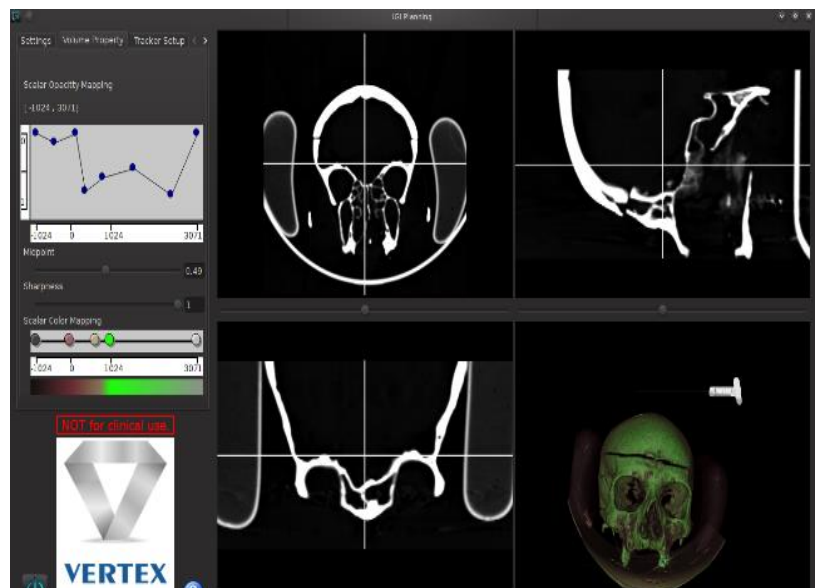 IGI Planning
Settings Volume Property Tracker Setup
Scalar Opacity Mapping
[-1024, 3071]
-1024 0 1024 3071
Midpoint
0.49
Sharpness
1
Scalar Color Mapping
-1024 0 1024 3071
NOT for clinical use.
VERTEX